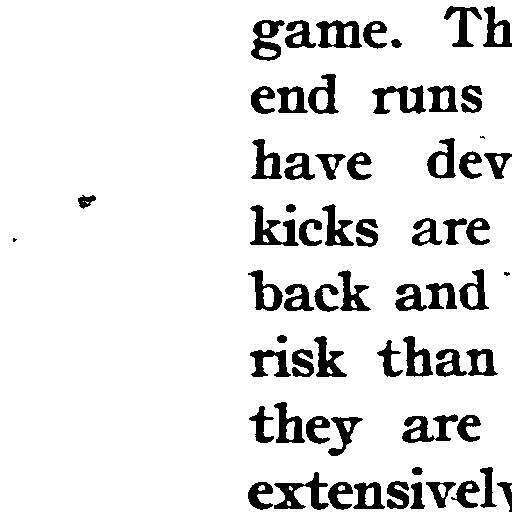 game. Th
end runs
have dev
kicks are
back and
risk than
they are
extensively